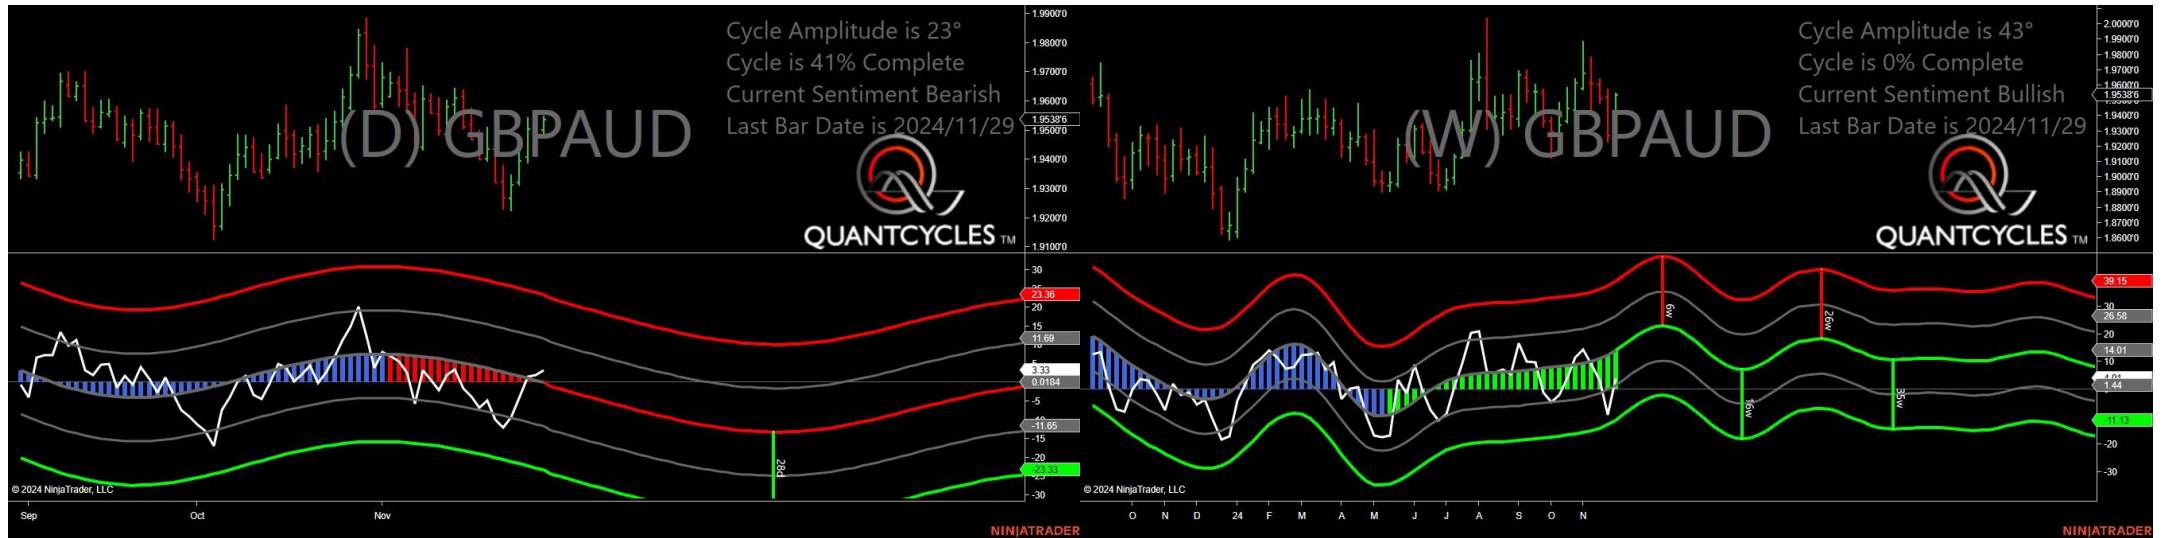 Cycle Amplitude is 23°
Cycle is 41% Complete
Current Sentiment Bearish
Last Bar Date is 2024/11/29
(D) GBPAUD
QUANTCYCLES TM
1.9900'0
1.9800'0
1.9700'0
1.9600'0
1.9538'6
1.9500'0
1.9400'0
1.9300'0
1.9200'0
1.9100'0
30
23.36
20
15
11.69
5
3.33
0.0184
-5
-11.65
-15
-20
-23.33
-30
28d
© 2024 NinjaTrader, LLC
Sep
Oct
Nov
NINJATRADER
Cycle Amplitude is 43°
Cycle is 0% Complete
Current Sentiment Bullish
Last Bar Date is 2024/11/29
(W) GBPAUD
QUANTCYCLES TM
2.0000'0
1.9900'0
1.9800'0
1.9700'0
1.9600'0
1.9538'6
1.9400'0
1.9300'0
1.9200'0
1.9100'0
1.9000'0
1.8900'0
1.8800'0
1.8700'0
1.8600'0
39.15
30
26.58
20
14.01
10
1.44
-11.13
-20
-30
6w
16w
26w
35w
© 2024 NinjaTrader, LLC
O N D 24 F M A M J J A S O N
NINJATRADER